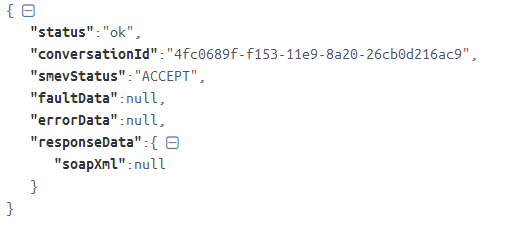 {
"status":"ok",
"conversationId":"4fc0689f-f153-11e9-8a20-26cb0d216ac9",
"smevStatus":"ACCEPT",
"faultData":null,
"errorData":null,
"responseData":{
"soapXml":null
}
}